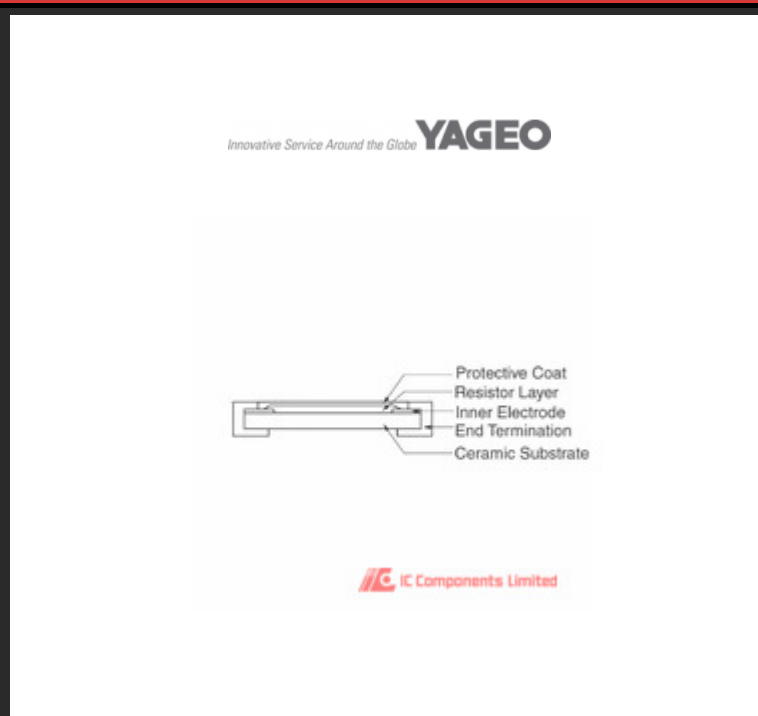 Innovative Service Around the Globe YAGEO
Protective Coat
Resistor Layer
Inner Electrode
End Termination
Ceramic Substrate
IC Components Limited